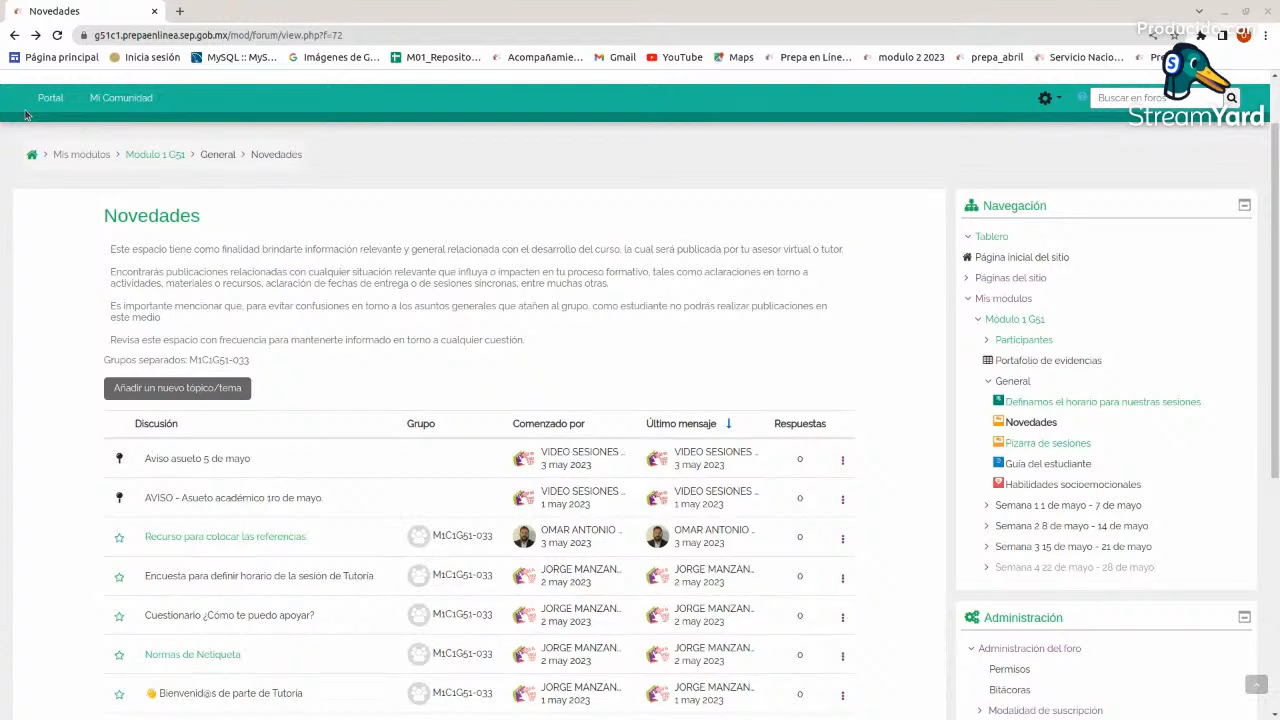 Novedades
Producido con
g51c1.prepaenlinea.sep.gob.mx/mod/forum/view.php?f=72
Página principal
Inicia sesión
MySQL :: MyS...
Imágenes de G...
M01_Reposito...
Acompañamie...
Gmail
YouTube
Maps
Prepa en Líne...
modulo 2 2023
prepa_abril
Servicio Nacio...
StreamYard
Portal
Mi Comunidad
Buscar en foros
Mis módulos
Modulo 1 G51
General
Novedades
Novedades
Este espacio tiene como finalidad brindarte información relevante y general relacionada con el desarrollo del curso, la cual será publicada por tu asesor virtual o tutor.
Encontrarás publicaciones relacionadas con cualquier situación relevante que influya o impacten en tu proceso formativo, tales como aclaraciones en torno a
actividades, materiales o recursos, aclaración de fechas de entrega o de sesiones síncronas, entre muchas otras.
Es importante mencionar que, para evitar confusiones en torno a los asuntos generales que atañen al grupo, como estudiante no podrás realizar publicaciones en
este medio
Revisa este espacio con frecuencia para mantenerte informado en torno a cualquier cuestión.
Grupos separados: M1C1G51-033
Añadir un nuevo tópico/tema
Discusión Grupo Comenzado por Último mensaje Respuestas
Aviso asueto 5 de mayo VIDEO SESIONES ... 3 may 2023 VIDEO SESIONES ... 3 may 2023 0
AVISO - Asueto académico 1ro de mayo. VIDEO SESIONES ... 1 may 2023 VIDEO SESIONES ... 1 may 2023 0
Recurso para colocar las referencias. M1C1G51-033 OMAR ANTONIO ... 3 may 2023 OMAR ANTONIO ... 3 may 2023 0
Encuesta para definir horario de la sesión de Tutoría M1C1G51-033 JORGE MANZAN... 2 may 2023 JORGE MANZAN... 2 may 2023 0
Cuestionario ¿Cómo te puedo apoyar? M1C1G51-033 JORGE MANZAN... 2 may 2023 JORGE MANZAN... 2 may 2023 0
Normas de Netiqueta M1C1G51-033 JORGE MANZAN... 2 may 2023 JORGE MANZAN... 2 may 2023 0
Bienvenid@s de parte de Tutoría. M1C1G51-033 JORGE MANZAN... 1 may 2023 JORGE MANZAN... 1 may 2023 0
Navegación
Tablero
Página inicial del sitio
Páginas del sitio
Mis módulos
Módulo 1 G51
Participantes
Portafolio de evidencias
General
Definamos el horario para nuestras sesiones
Novedades
Pizarra de sesiones
Guía del estudiante
Habilidades socioemocionales
Semana 1 1 de mayo - 7 de mayo
Semana 2 8 de mayo - 14 de mayo
Semana 3 15 de mayo - 21 de mayo
Semana 4 22 de mayo - 28 de mayo
Administración
Administración del foro
Permisos
Bitácoras
Modalidad de suscripción